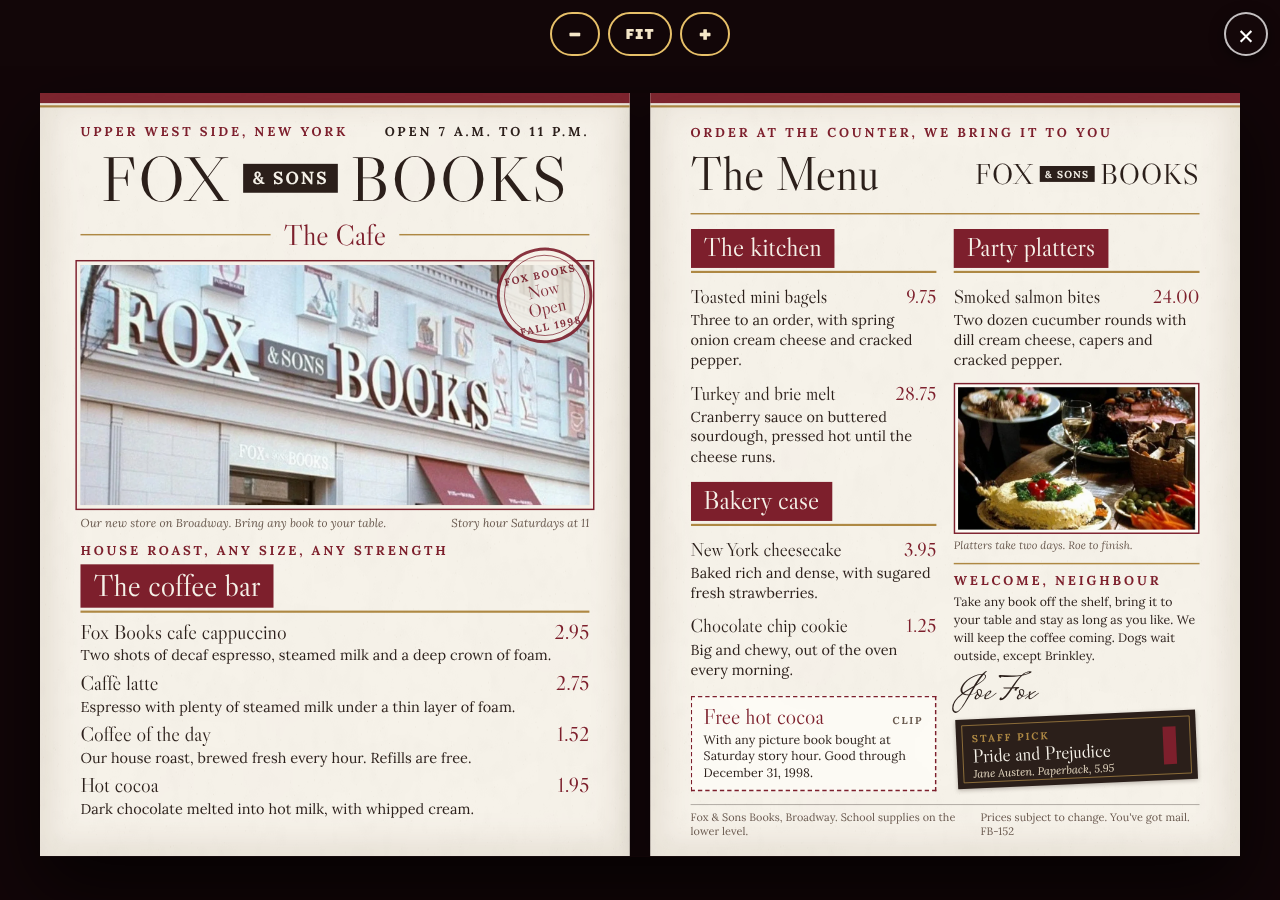 − FIT + ✕
UPPER WEST SIDE, NEW YORK OPEN 7 A.M. TO 11 P.M.
FOX & SONS BOOKS
The Cafe
FOX BOOKS
Now
Open
FALL 1998
FOX & SONS BOOKS
FOX BOOKS
Our new store on Broadway. Bring any book to your table. Story hour Saturdays at 11
HOUSE ROAST, ANY SIZE, ANY STRENGTH
The coffee bar
Fox Books cafe cappuccino 2.95
Two shots of decaf espresso, steamed milk and a deep crown of foam.
Caffè latte 2.75
Espresso with plenty of steamed milk under a thin layer of foam.
Coffee of the day 1.52
Our house roast, brewed fresh every hour. Refills are free.
Hot cocoa 1.95
Dark chocolate melted into hot milk, with whipped cream.
ORDER AT THE COUNTER, WE BRING IT TO YOU
The Menu FOX & SONS BOOKS
The kitchen
Toasted mini bagels 9.75
Three to an order, with spring
onion cream cheese and cracked
pepper.
Turkey and brie melt 28.75
Cranberry sauce on buttered
sourdough, pressed hot until the
cheese runs.
Bakery case
New York cheesecake 3.95
Baked rich and dense, with sugared
fresh strawberries.
Chocolate chip cookie 1.25
Big and chewy, out of the oven
every morning.
Free hot cocoa CLIP
With any picture book bought at
Saturday story hour. Good through
December 31, 1998.
Party platters
Smoked salmon bites 24.00
Two dozen cucumber rounds with
dill cream cheese, capers and
cracked pepper.
Platters take two days. Roe to finish.
WELCOME, NEIGHBOUR
Take any book off the shelf, bring it to
your table and stay as long as you like. We
will keep the coffee coming. Dogs wait
outside, except Brinkley.
Joe Fox
STAFF PICK
Pride and Prejudice
Jane Austen. Paperback, 5.95
Fox & Sons Books, Broadway. School supplies on the
lower level.
Prices subject to change. You've got mail.
FB-152